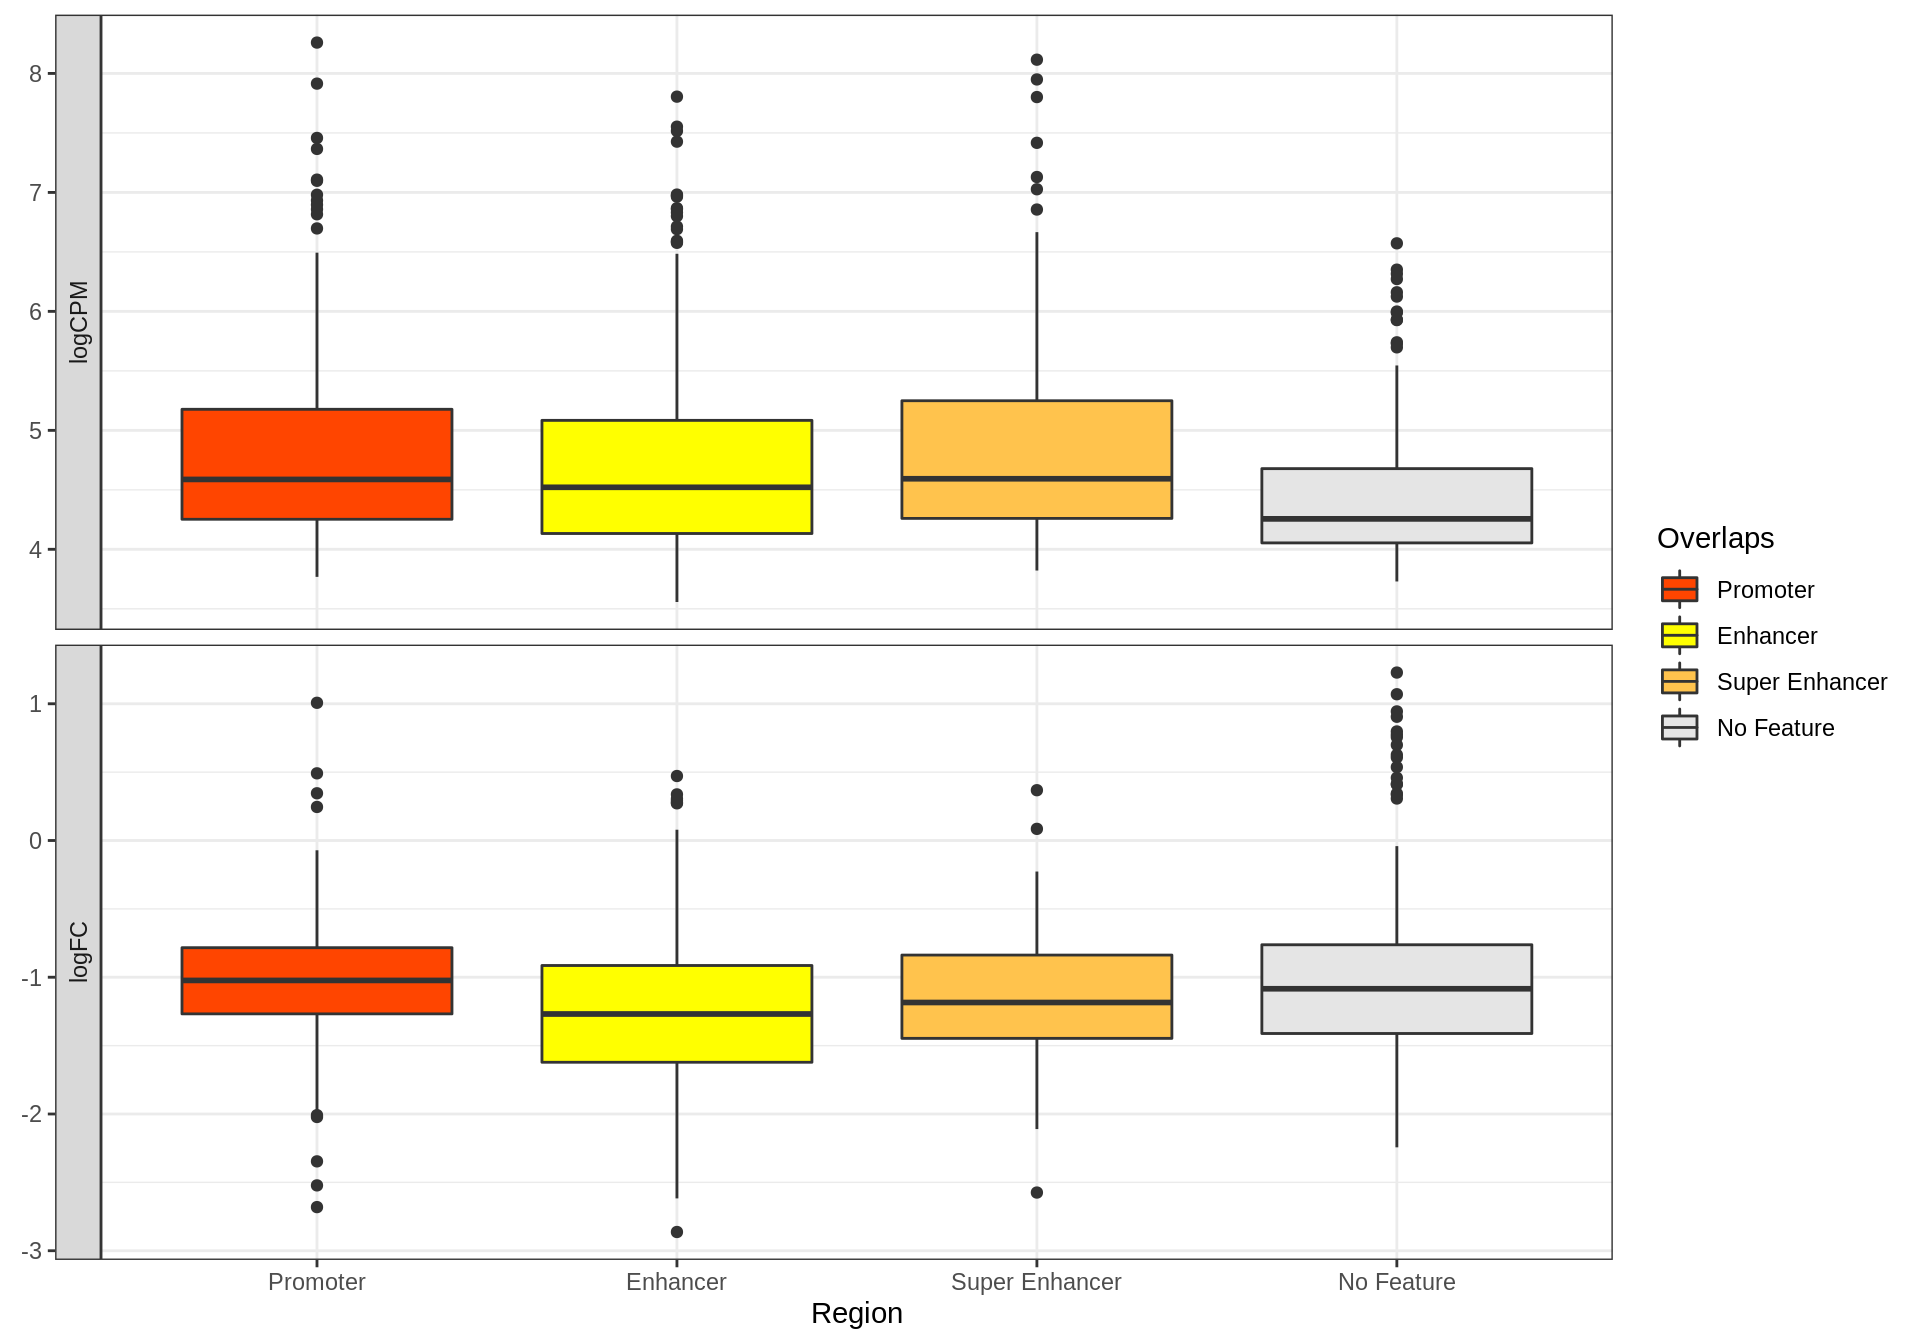 logCPM
8
7
6
5
4
logFC
1
0
-1
-2
-3
Promoter
Enhancer
Super Enhancer
No Feature
Region
Overlaps
Promoter
Enhancer
Super Enhancer
No Feature